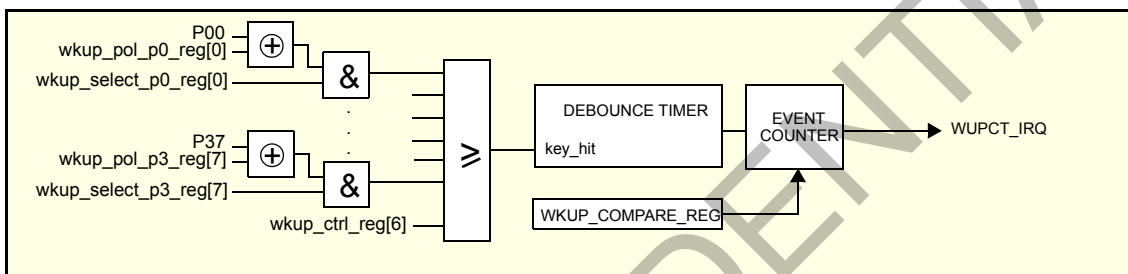 P00
wkup_pol_p0_reg[0]
wkup_select_p0_reg[0]
&
P37
wkup_pol_p3_reg[7]
wkup_select_p3_reg[7]
&
wkup_ctrl_reg[6]
≥
DEBOUNCE TIMER
key_hit
WKUP_COMPARE_REG
EVENT
COUNTER
WUPCT_IRQ
DENTIA